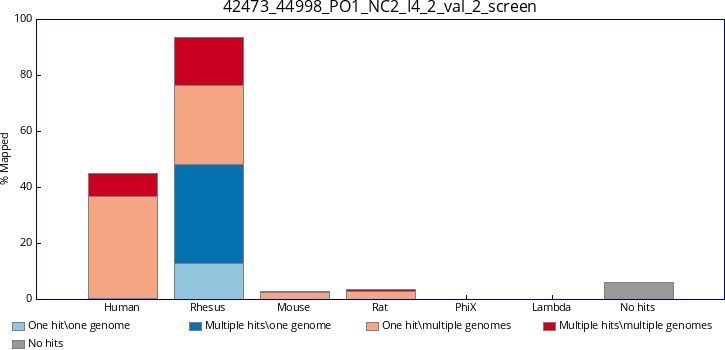 42473_44998_PO1_NC2_I4_2_val_2_screen
100
80
60
40
20
0
% Mapped
Human Rhesus Mouse Rat PhiX Lambda No hits
One hit\one genome Multiple hits\one genome One hit\multiple genomes Multiple hits\multiple genomes
No hits